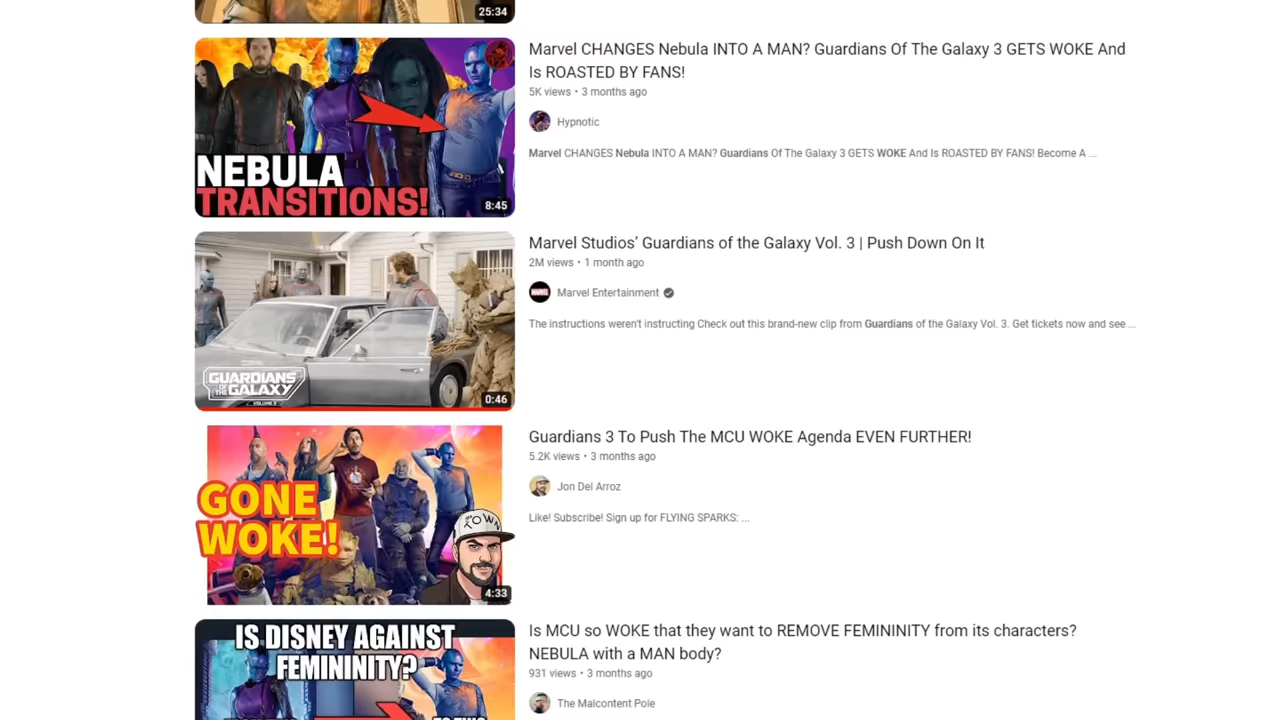 25:34
Marvel CHANGES Nebula INTO A MAN? Guardians Of The Galaxy 3 GETS WOKE And
Is ROASTED BY FANS!
5K views • 3 months ago
Hypnotic
Marvel CHANGES Nebula INTO A MAN? Guardians Of The Galaxy 3 GETS WOKE And Is ROASTED BY FANS! Become A ...
NEBULA
TRANSITIONS!
8:45
Marvel Studios’ Guardians of the Galaxy Vol. 3 | Push Down On It
2M views • 1 month ago
MARVEL
Marvel Entertainment
The instructions weren't instructing Check out this brand-new clip from Guardians of the Galaxy Vol. 3. Get tickets now and see ...
GUARDIANS
OF THE GALAXY
VOLUME 3
0:46
Guardians 3 To Push The MCU WOKE Agenda EVEN FURTHER!
5.2K views • 3 months ago
Jon Del Arroz
Like! Subscribe! Sign up for FLYING SPARKS: ...
GONE
WOKE!
4:33
IS DISNEY AGAINST
FEMININITY?
Is MCU so WOKE that they want to REMOVE FEMININITY from its characters?
NEBULA with a MAN body?
931 views • 3 months ago
The Malcontent Pole